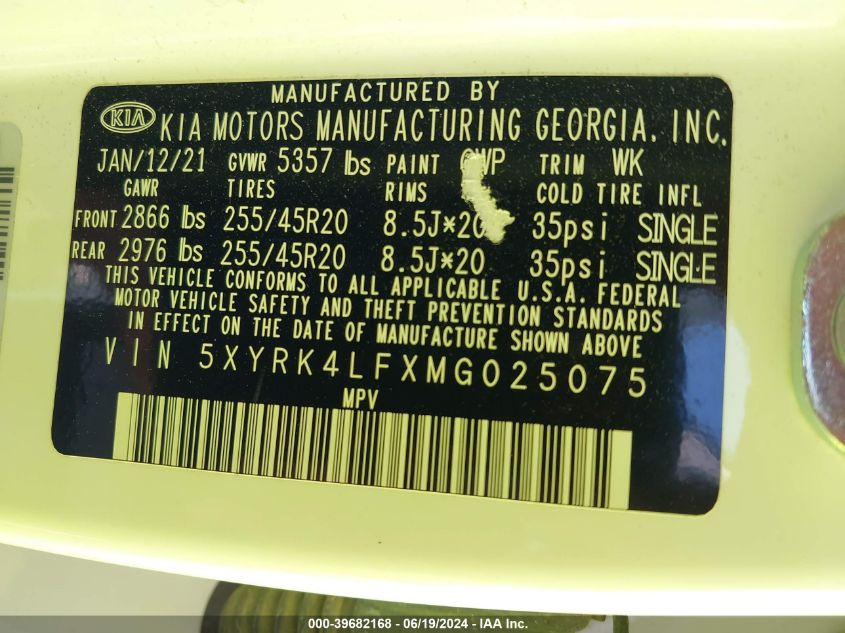 MANUFACTURED BY
KIA KIA MOTORS MANUFACTURING GEORGIA, INC.
JAN/12/21 GVWR 5357 lbs PAINT TRIM WK
GAWR TIRES RIMS COLD TIRE INFL
FRONT 2866 lbs 255/45R20 8.5J×20 35psi SINGLE
REAR 2976 lbs 255/45R20 8.5J×20 35psi SINGLE
THIS VEHICLE CONFORMS TO ALL APPLICABLE U.S.A. FEDERAL
MOTOR VEHICLE SAFETY AND THEFT PREVENTION STANDARDS
IN EFFECT ON THE DATE OF MANUFACTURE SHOWN ABOVE
VIN 5XYRK4LFXMG025075
MPV
000-39682168 - 06/19/2024 - IAA Inc.